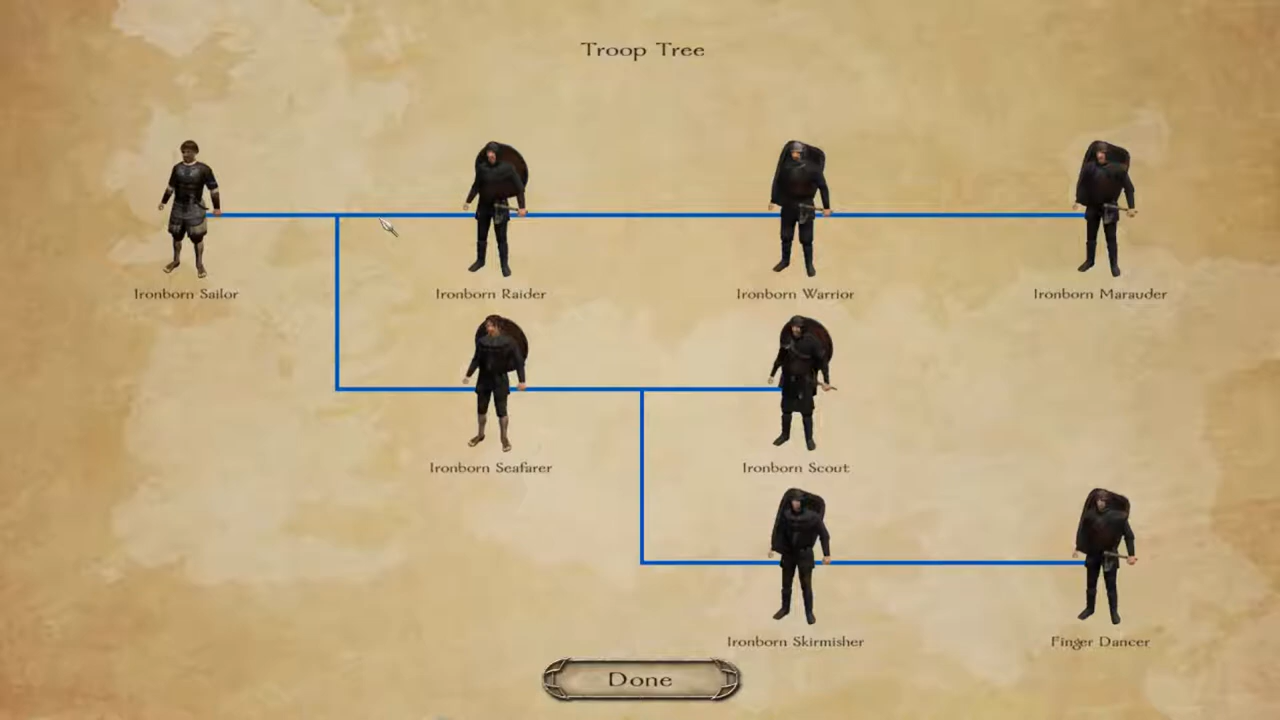 Troop Tree
Ironborn Sailor
Ironborn Raider
Ironborn Warrior
Ironborn Marauder
Ironborn Seafarer
Ironborn Scout
Ironborn Skirmisher
Finger Dancer
Done